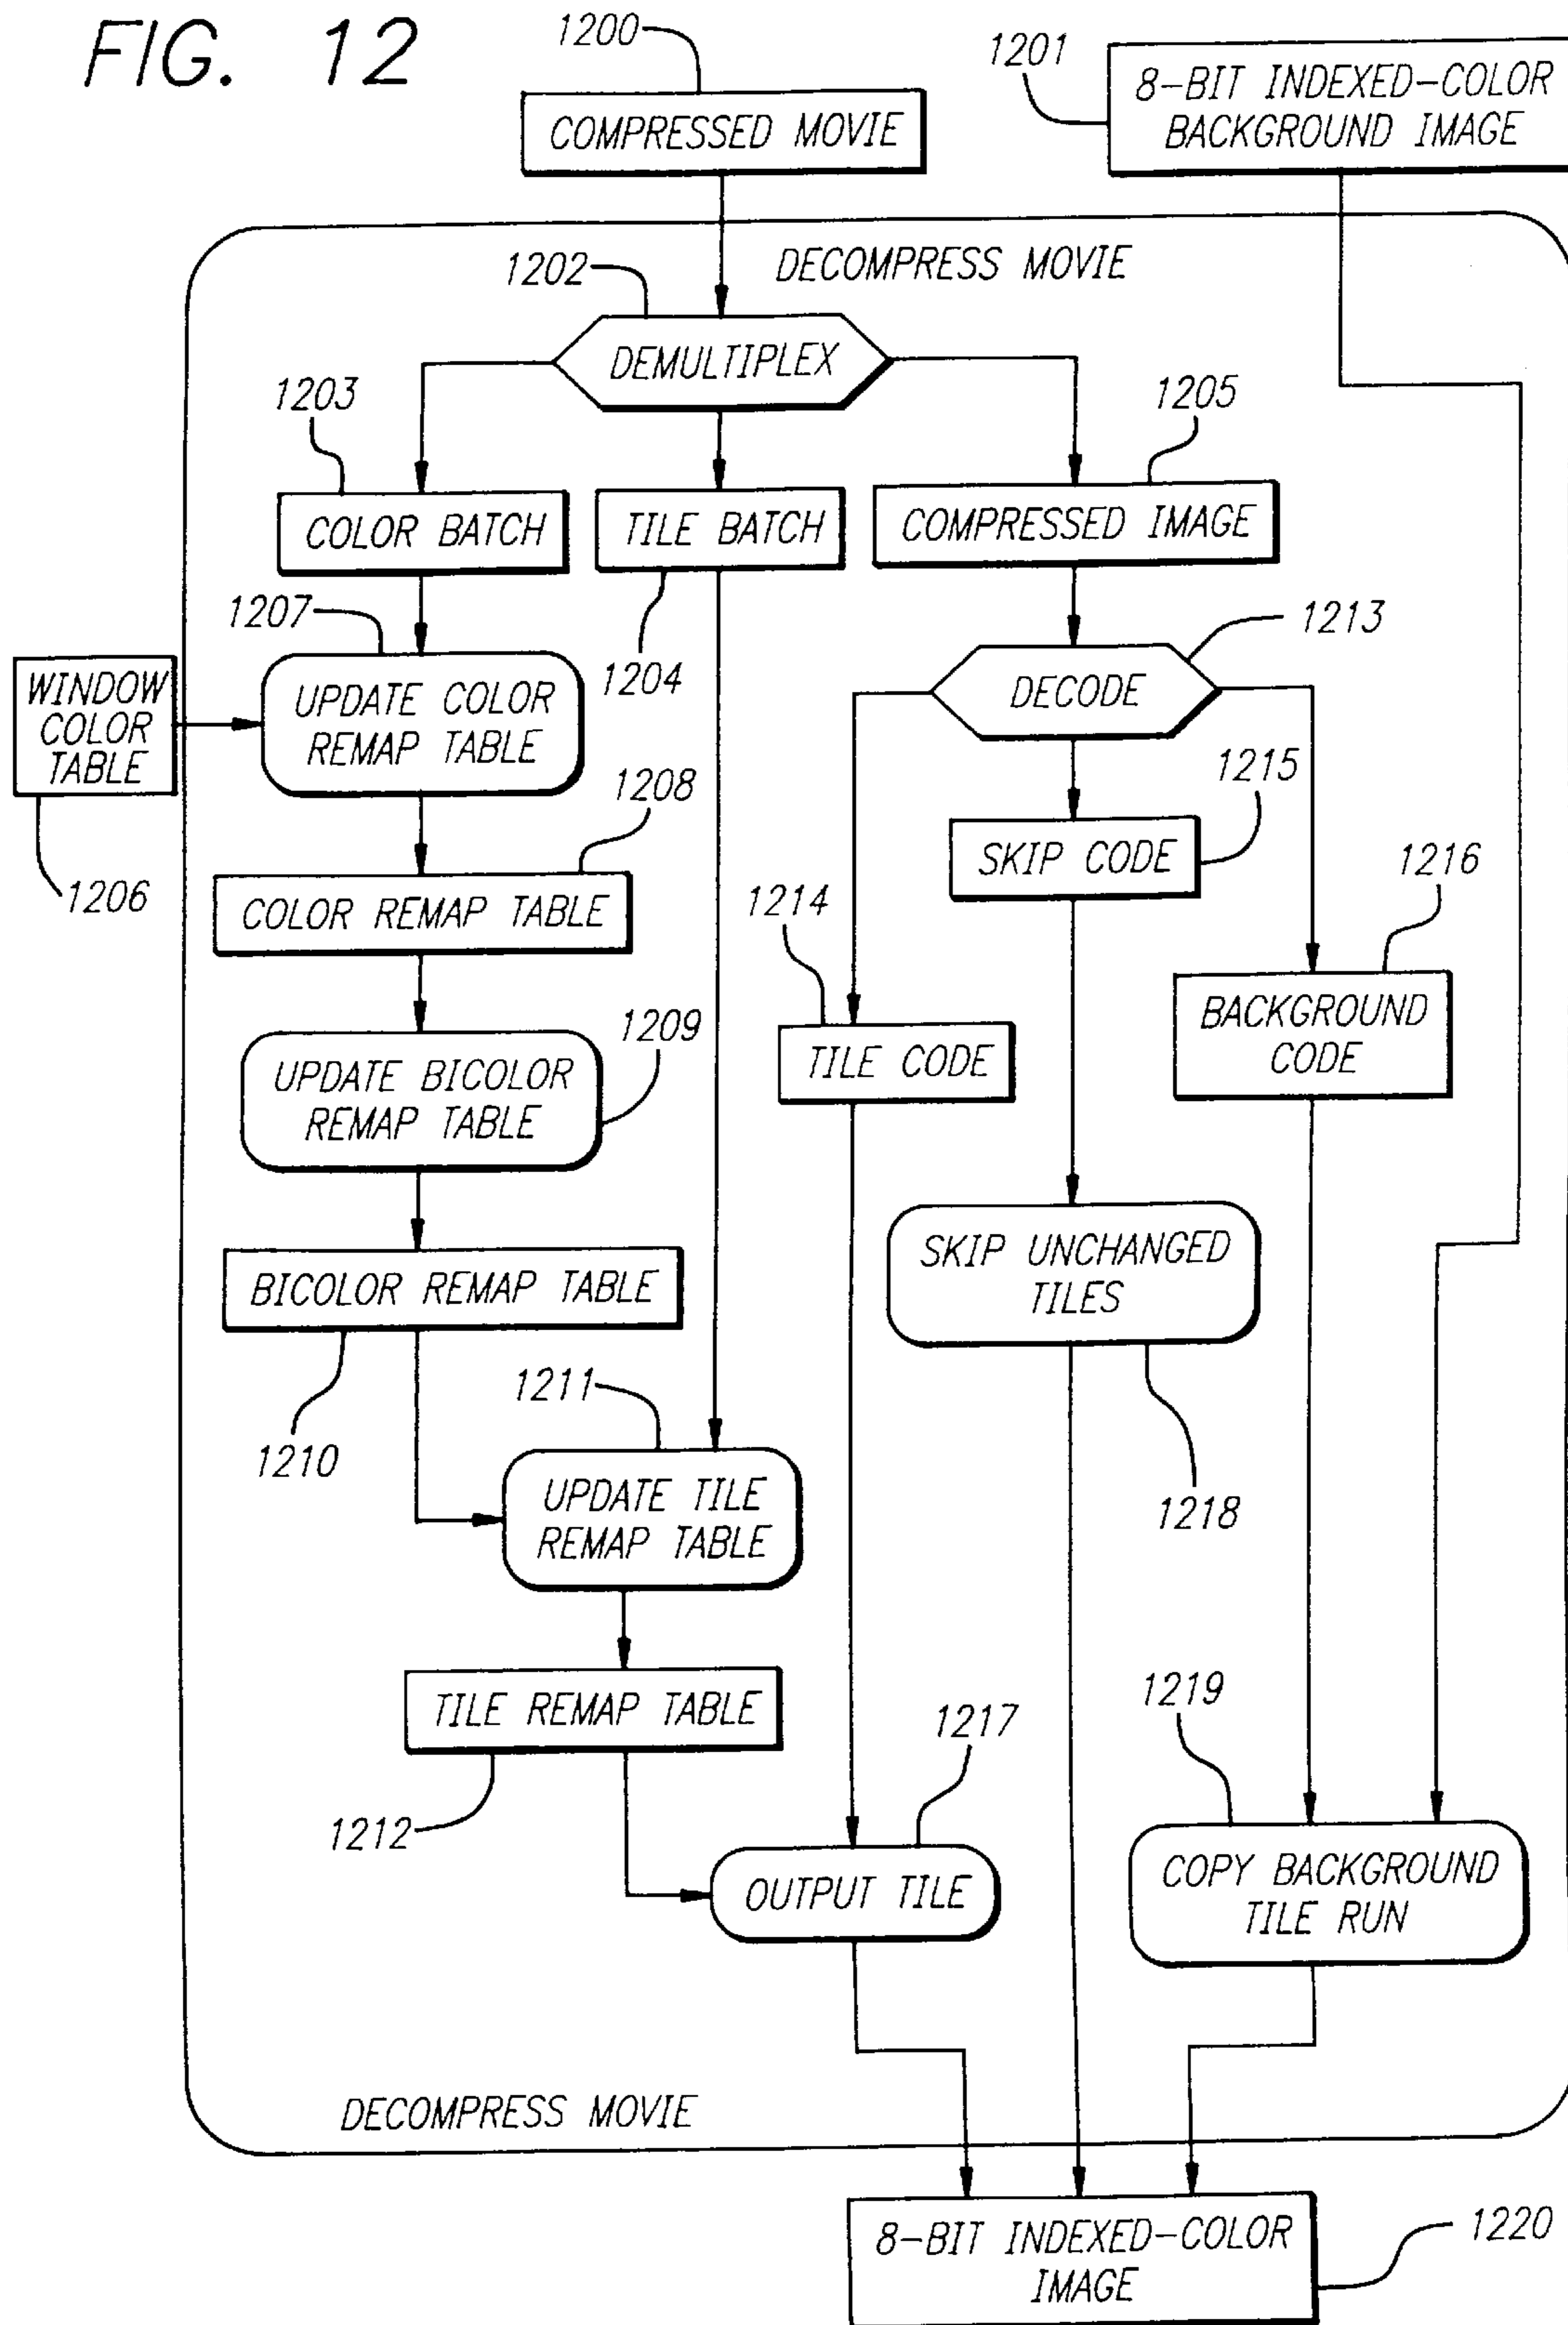 FIG. 12
1200
COMPRESSED MOVIE
1201
8-BIT INDEXED-COLOR
BACKGROUND IMAGE
DECOMPRESS MOVIE
1202
DEMULTIPLEX
1203
COLOR BATCH
TILE BATCH
1204
1205
COMPRESSED IMAGE
1207
UPDATE COLOR
REMAP TABLE
WINDOW
COLOR
TABLE
1206
1213
DECODE
1208
COLOR REMAP TABLE
1215
SKIP CODE
1214
TILE CODE
1216
BACKGROUND
CODE
1209
UPDATE BICOLOR
REMAP TABLE
BICOLOR REMAP TABLE
1210
SKIP UNCHANGED
TILES
1218
1211
UPDATE TILE
REMAP TABLE
TILE REMAP TABLE
1212
1217
OUTPUT TILE
1219
COPY BACKGROUND
TILE RUN
DECOMPRESS MOVIE
8-BIT INDEXED-COLOR
IMAGE
1220